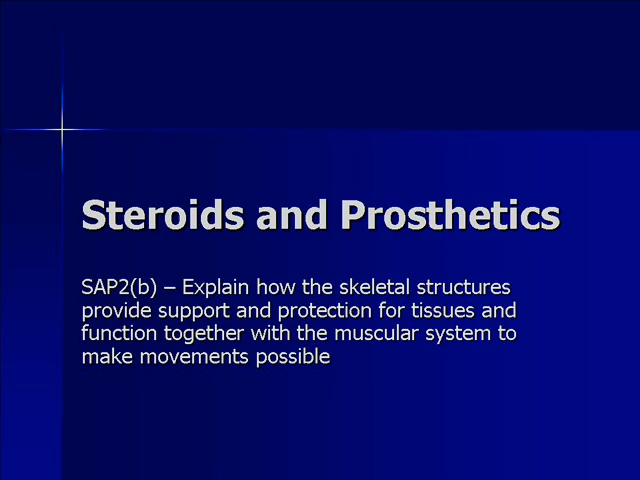 Steroids and Prosthetics
SAP2(b) – Explain how the skeletal structures
provide support and protection for tissues and
function together with the muscular system to
make movements possible